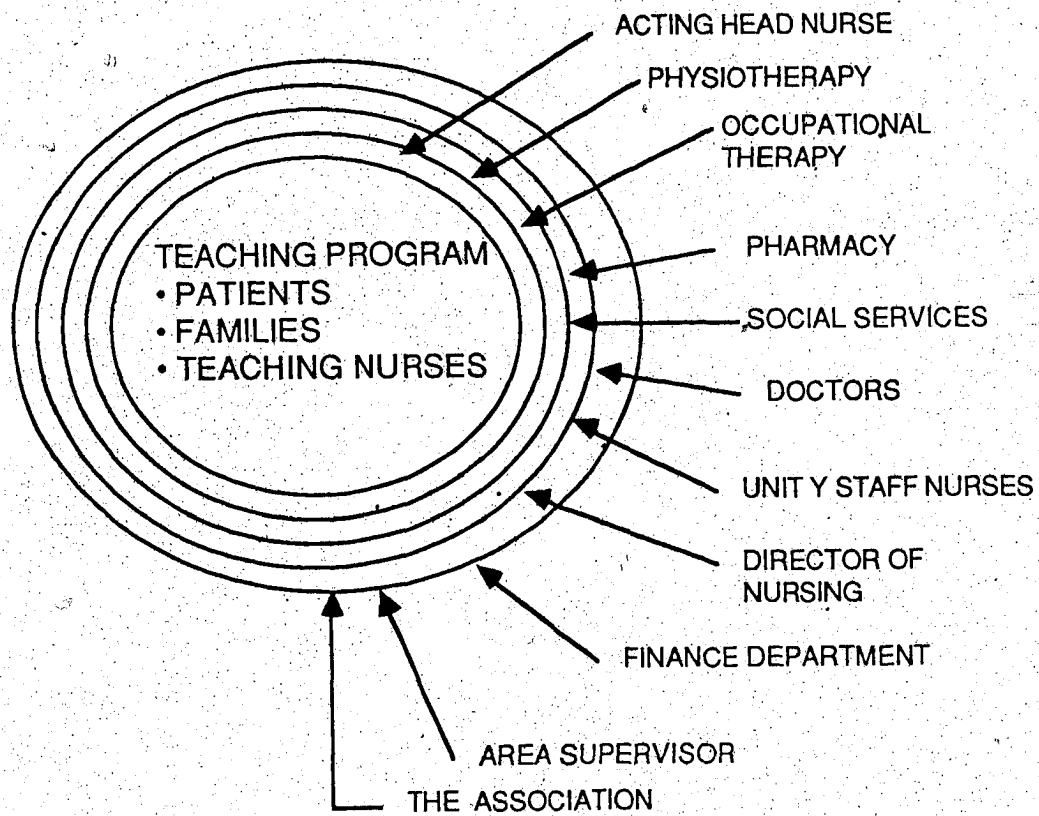 ACTING HEAD NURSE
PHYSIOTHERAPY
OCCUPATIONAL
THERAPY
TEACHING PROGRAM
• PATIENTS
• FAMILIES
• TEACHING NURSES
PHARMACY
SOCIAL SERVICES
DOCTORS
UNIT Y STAFF NURSES
DIRECTOR OF
NURSING
FINANCE DEPARTMENT
AREA SUPERVISOR
THE ASSOCIATION